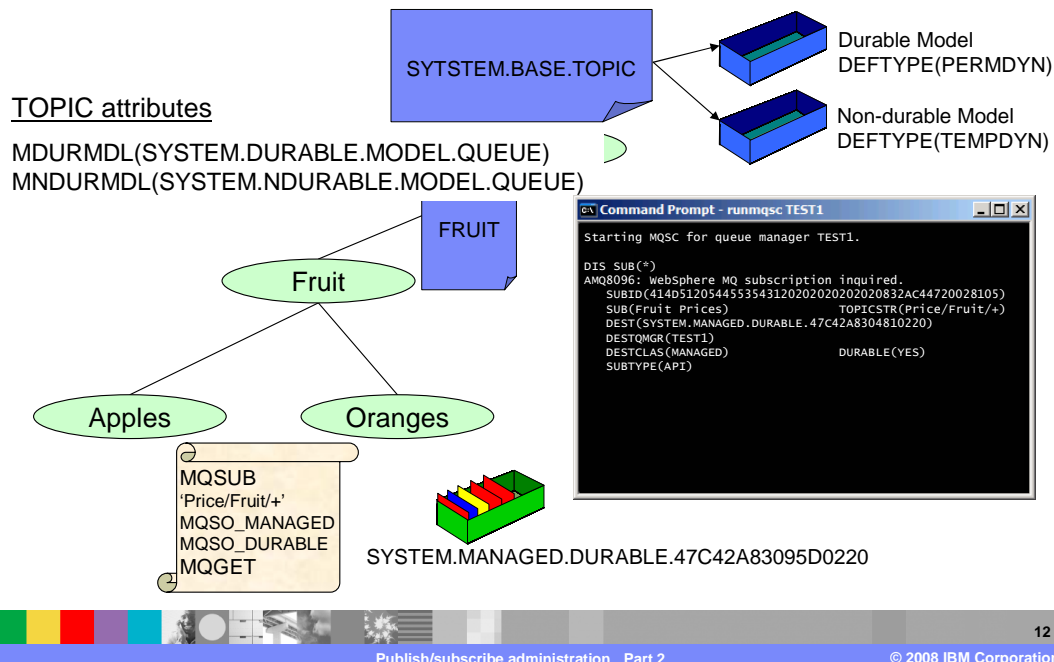 SYTSTEM.BASE.TOPIC
Durable Model
DEFTYPE(PERMDYN)
Non-durable Model
DEFTYPE(TEMPDYN)
TOPIC attributes
MDURMDL(SYSTEM.DURABLE.MODEL.QUEUE)
MNDURMDL(SYSTEM.NDURABLE.MODEL.QUEUE)
FRUIT
Fruit
Apples
Oranges
Command Prompt - runmqsc TEST1
Starting MQSC for queue manager TEST1.
DIS SUB(*)
AMQ8096: WebSphere MQ subscription inquired.
SUBID(414D51205445535431202020202020200832AC44720028105)
SUB(Fruit Prices) TOPICSTR(Price/Fruit/+)
DEST(SYSTEM.MANAGED.DURABLE.47C42A8304810220)
DESTQMGR(TEST1)
DESTCLAS(MANAGED) DURABLE(YES)
SUBTYPE(API)
MQSUB
‘Price/Fruit/+’
MQSO_MANAGED
MQSO_DURABLE
MQGET
SYSTEM.MANAGED.DURABLE.47C42A83095D0220
12
Publish/subscribe administration Part 2
© 2008 IBM Corporation